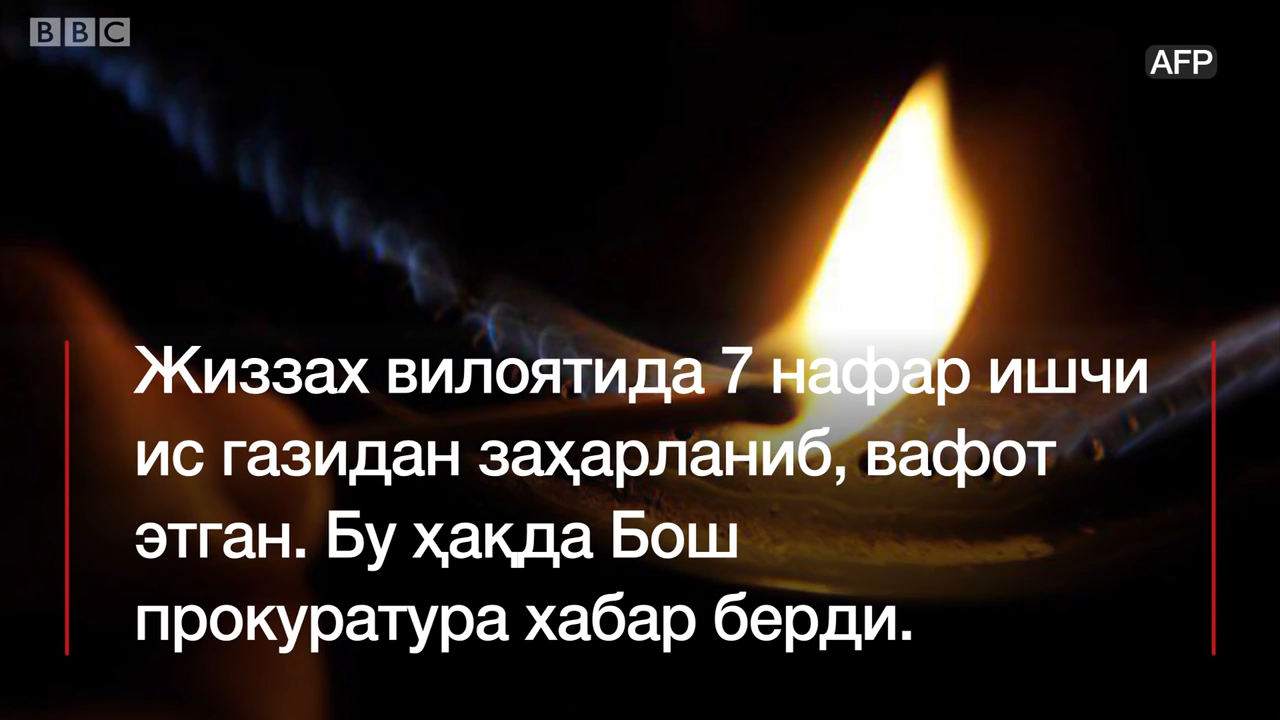 BBC
AFP
Жиззах вилоятида 7 нафар ишчи
ис газидан заҳарланиб, вафот
этган. Бу ҳақда Бош
прокуратура хабар берди.